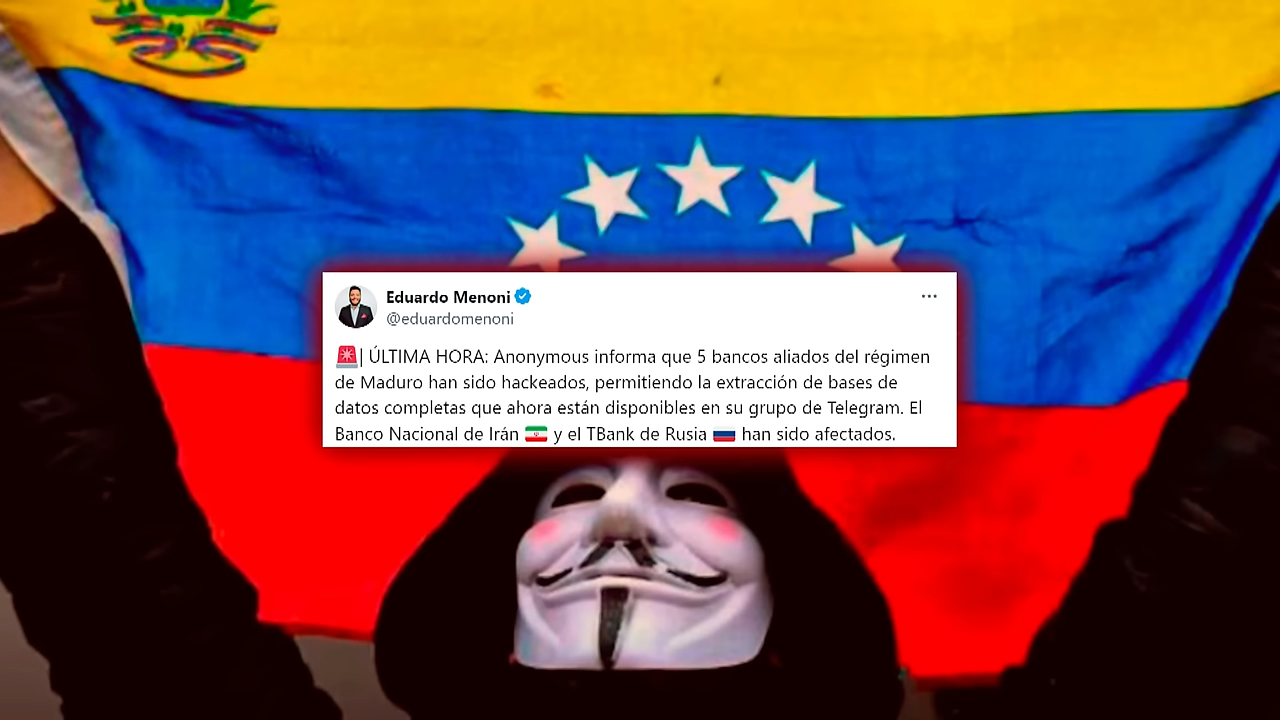 Eduardo Menoni
@eduardomenoni
🚨| ÚLTIMA HORA: Anonymous informa que 5 bancos aliados del régimen
de Maduro han sido hackeados, permitiendo la extracción de bases de
datos completas que ahora están disponibles en su grupo de Telegram. El
Banco Nacional de Irán 🇮🇷 y el TBank de Rusia 🇷🇺 han sido afectados.